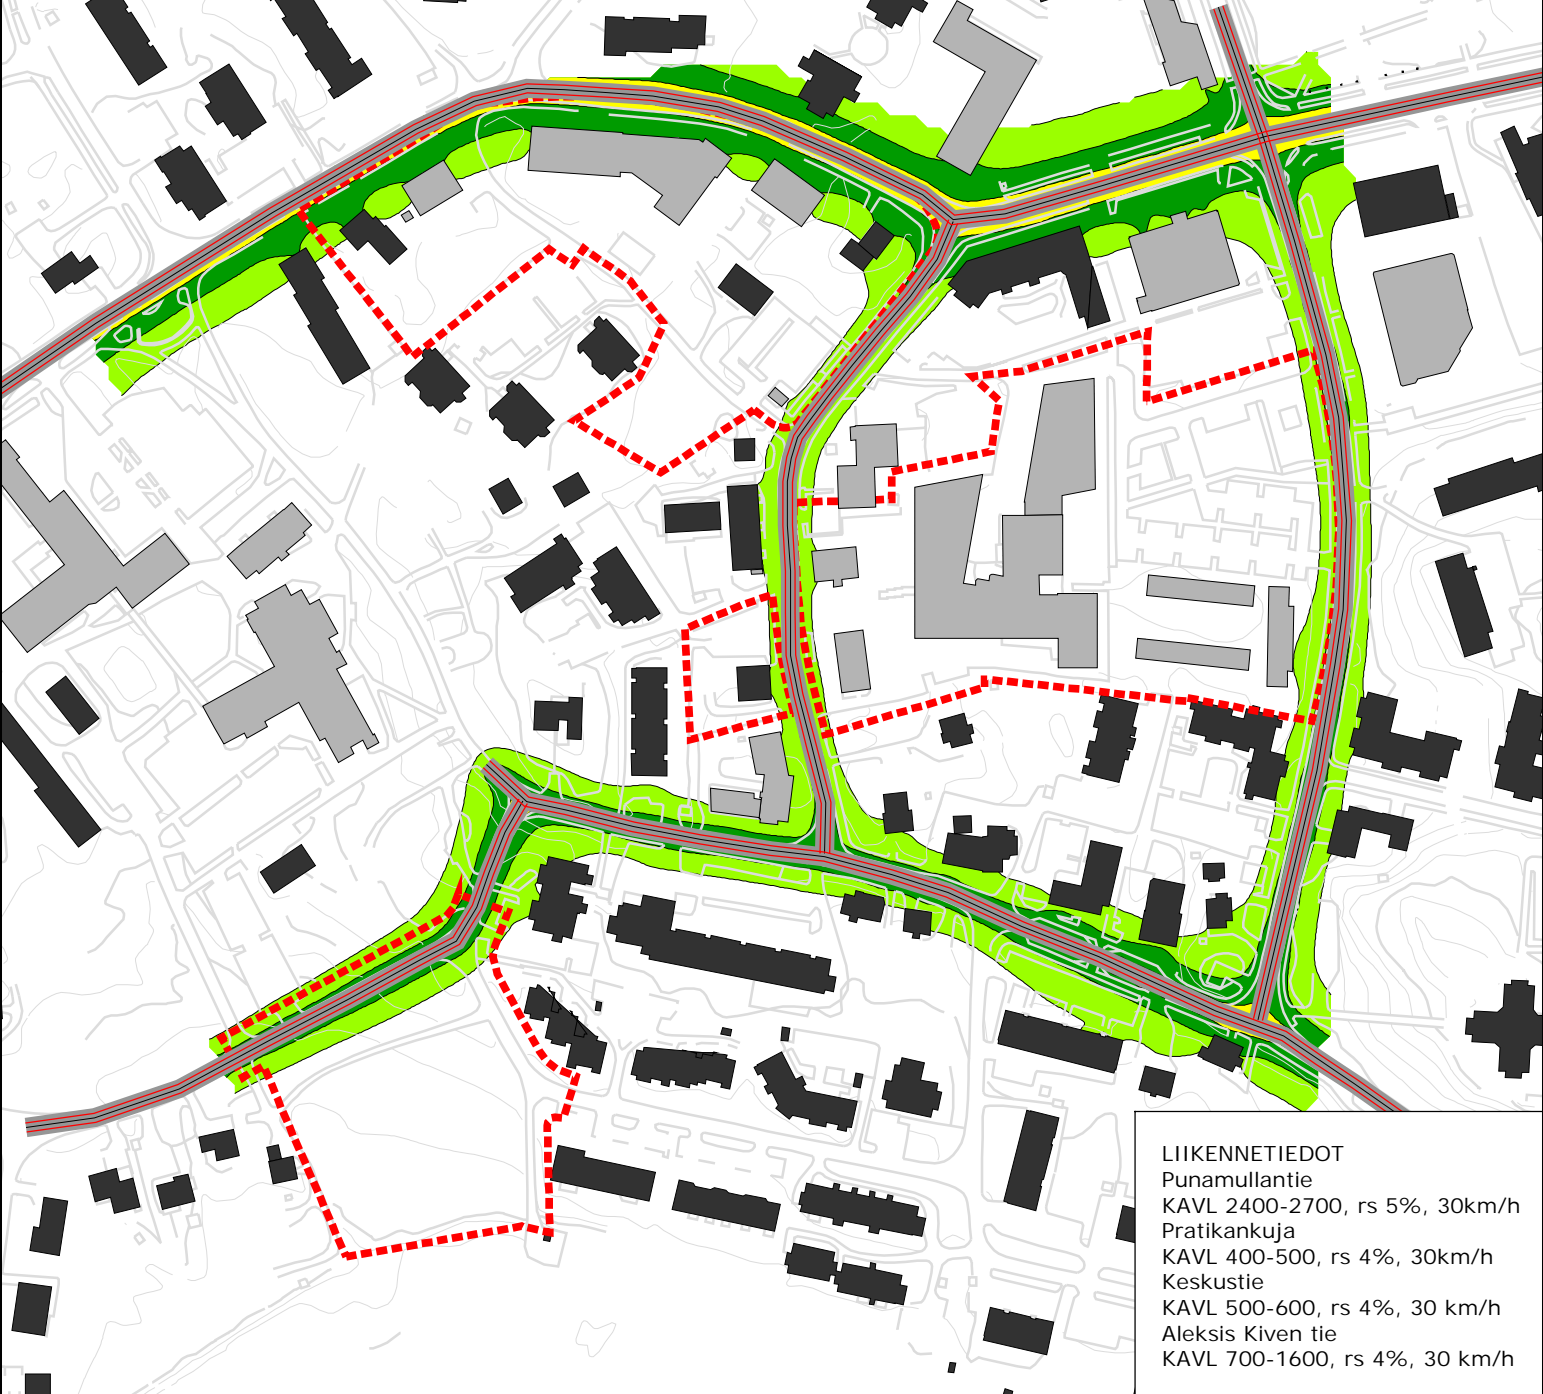 LIIKENNETIEDOT
Punamullantie
KAVL 2400-2700, rs 5%, 30km/h
Pratikankuja
KAVL 400-500, rs 4%, 30km/h
Keskustie
KAVL 500-600, rs 4%, 30 km/h
Aleksis Kiven tie
KAVL 700-1600, rs 4%, 30 km/h